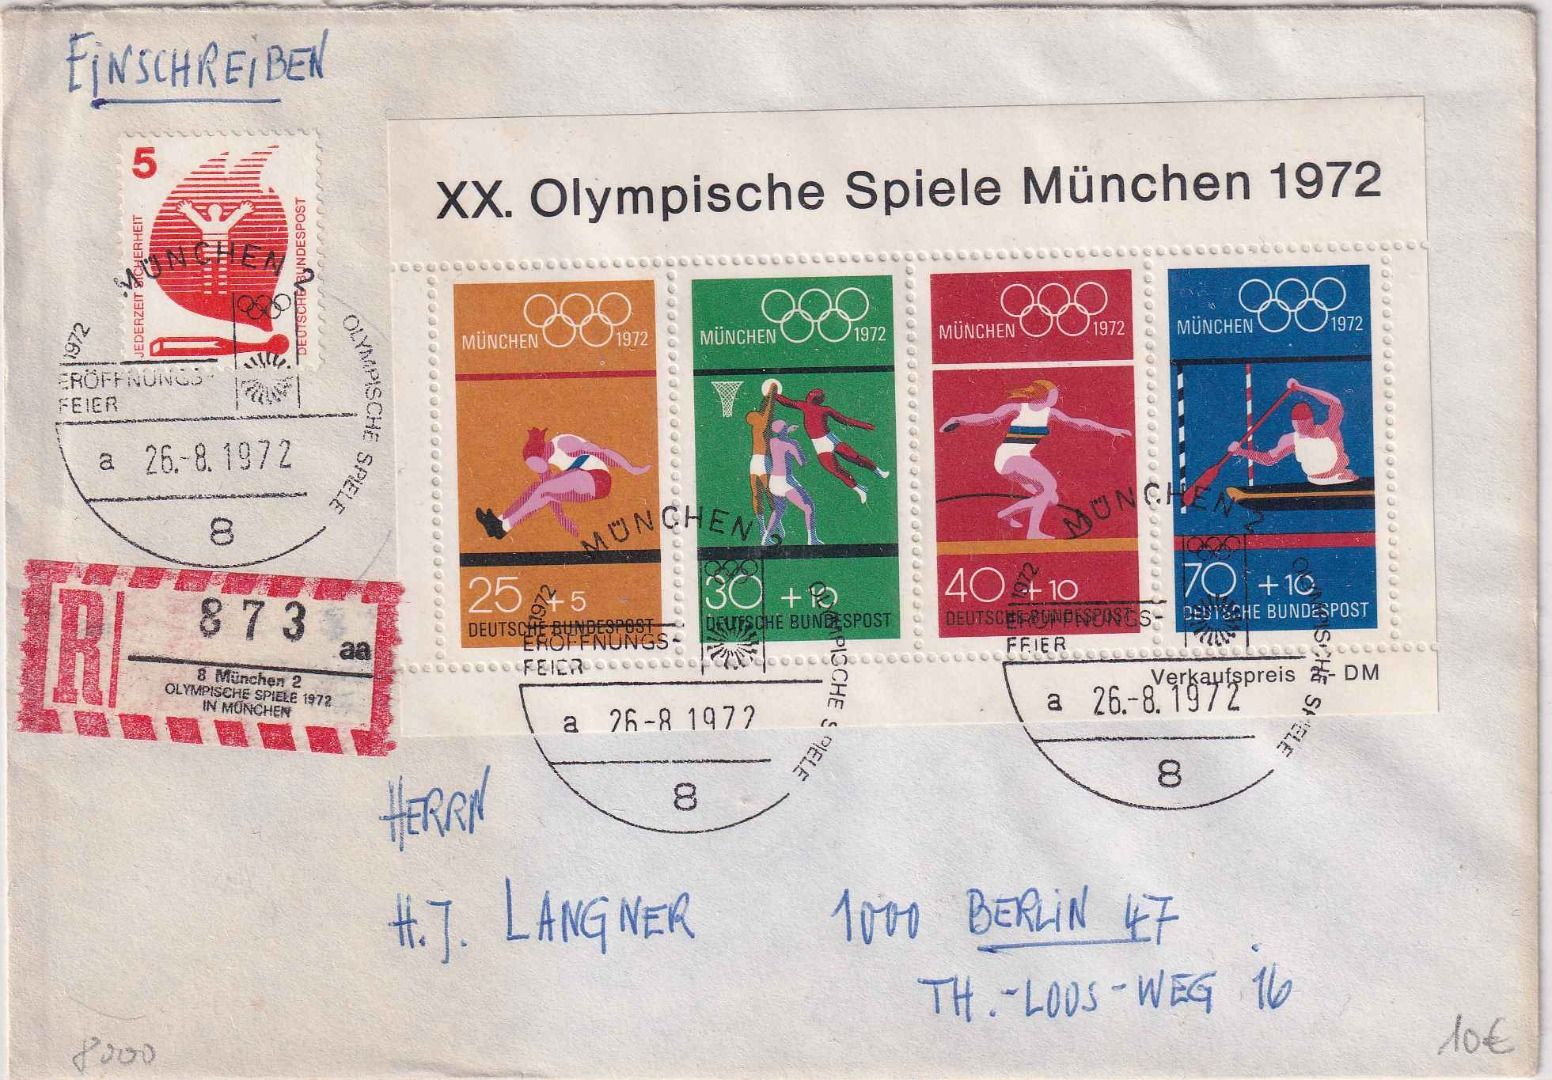 EINSCHREIBEN
5
JEDERZEIT SICHERHEIT
DEUTSCHE BUNDESPOST
MÜNCHEN 2
1972
ERÖFFNUNGS-
FEIER
OLYMPISCHE SPIELE
a 26.-8.1972
8
R
873
aa
8 München 2
OLYMPISCHE SPIELE 1972
IN MÜNCHEN
XX. Olympische Spiele München 1972
MÜNCHEN 1972
25 +5
DEUTSCHE BUNDESPOST
MÜNCHEN 1972
30 +10
DEUTSCHE BUNDESPOST
MÜNCHEN 1972
40 +10
DEUTSCHE BUNDESPOST
MÜNCHEN 1972
70 +10
DEUTSCHE BUNDESPOST
Verkaufspreis - DM
MÜNCHEN 2
1972
ERÖFFNUNGS-
FEIER
OLYMPISCHE SPIELE
a 26.-8.1972
8
MÜNCHEN 2
1972
ERÖFFNUNGS-
FEIER
OLYMPISCHE SPIELE
a 26.-8.1972
8
HERRN
H.J. LANGNER
1000 BERLIN 47
TH.-LOOS-WEG 16
8000
10€